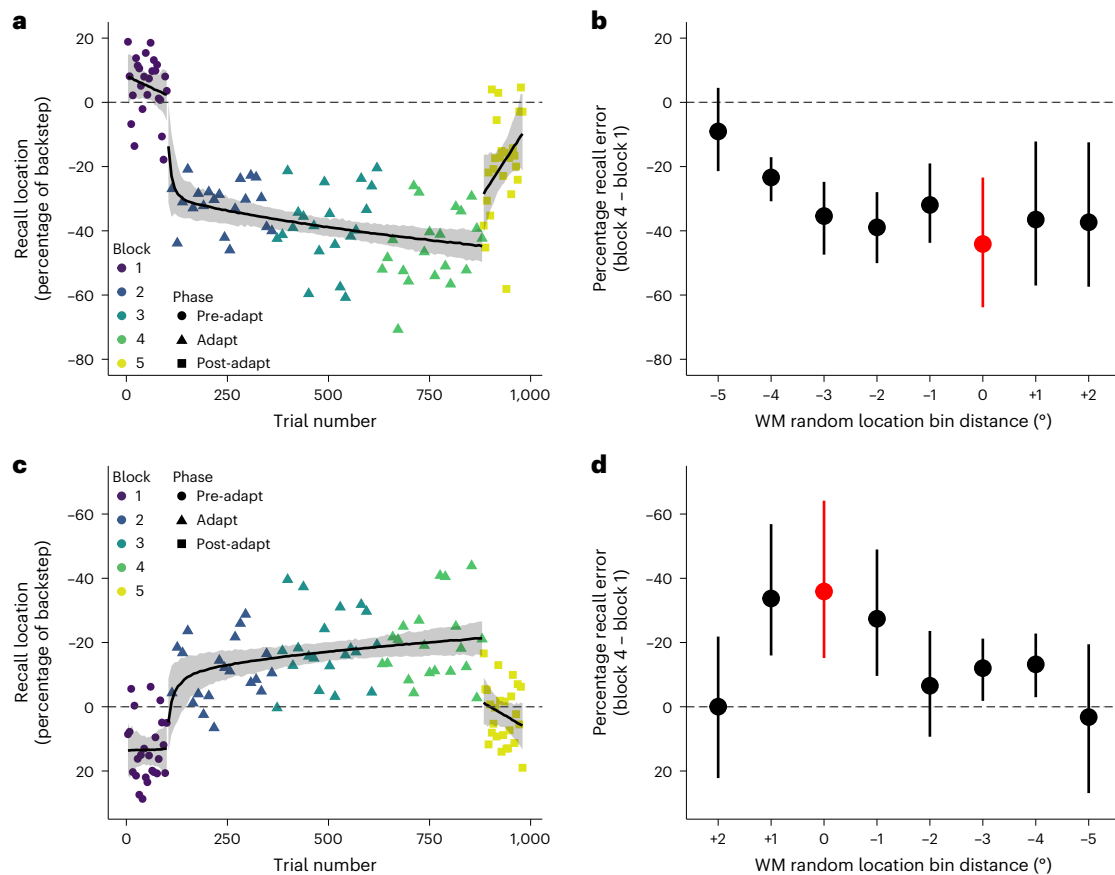 a
20
0
−20
−40
−60
−80
Recall location
(percentage of backstep)
Block
1
2
3
4
5
Phase
Pre-adapt
Adapt
Post-adapt
0
250
500
750
1,000
Trial number
b
20
0
−20
−40
−60
−80
Percentage recall error
(block 4 – block 1)
−5
−4
−3
−2
−1
0
+1
+2
WM random location bin distance (°)
c
Block
1
2
3
4
5
Phase
Pre-adapt
Adapt
Post-adapt
−60
−40
−20
0
20
Recall location
(percentage of backstep)
0
250
500
750
1,000
Trial number
d
−60
−40
−20
0
20
Percentage recall error
(block 4 – block 1)
+2
+1
0
−1
−2
−3
−4
−5
WM random location bin distance (°)